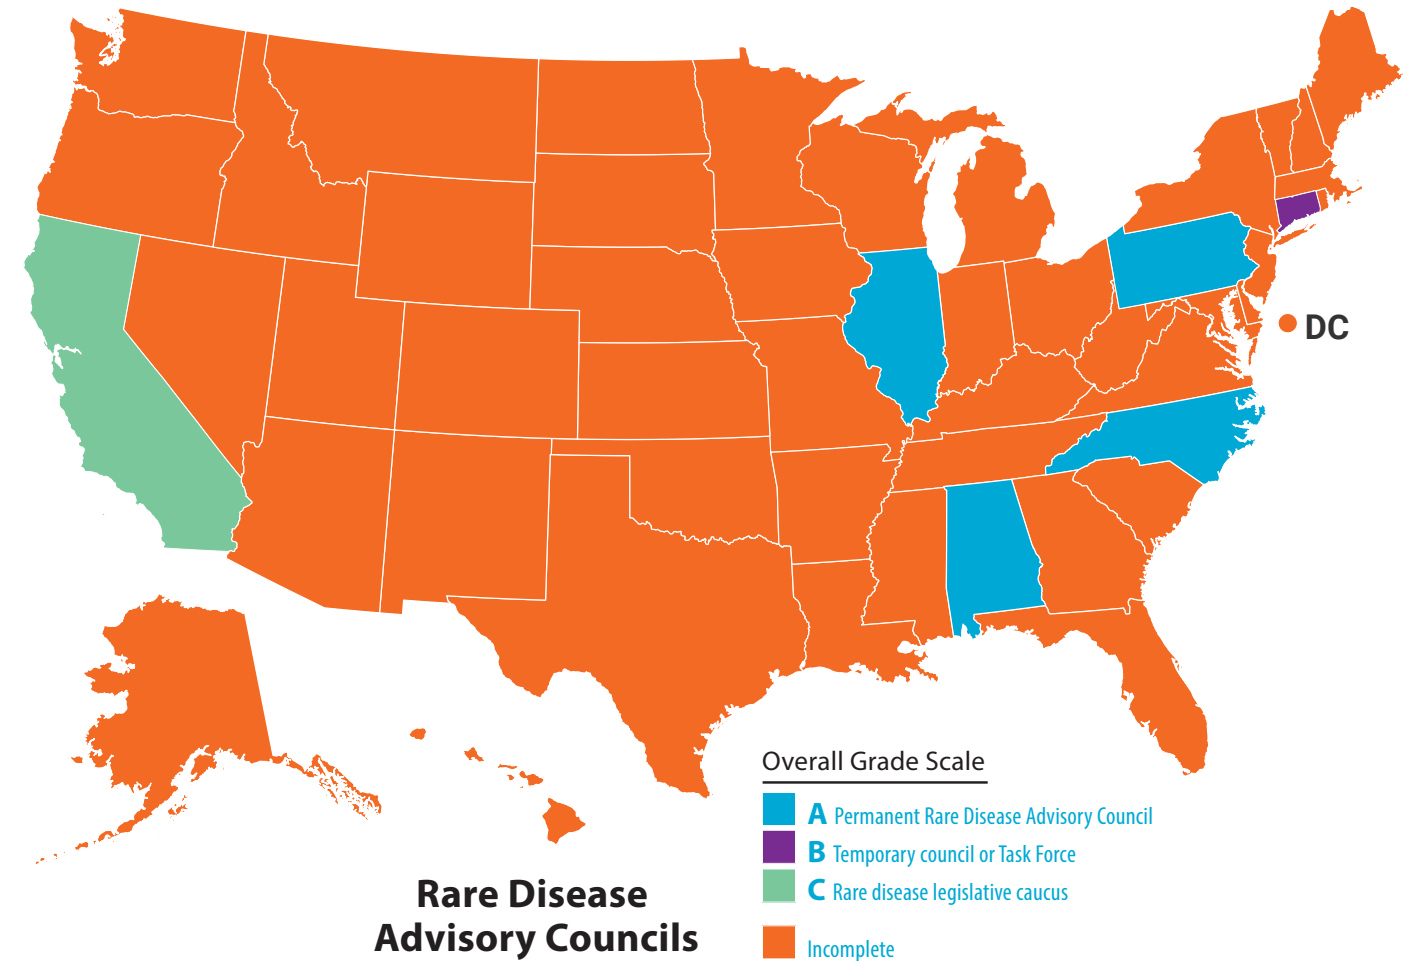 DC
Overall Grade Scale
A Permanent Rare Disease Advisory Council
B Temporary council or Task Force
C Rare disease legislative caucus
Incomplete
Rare Disease
Advisory Councils